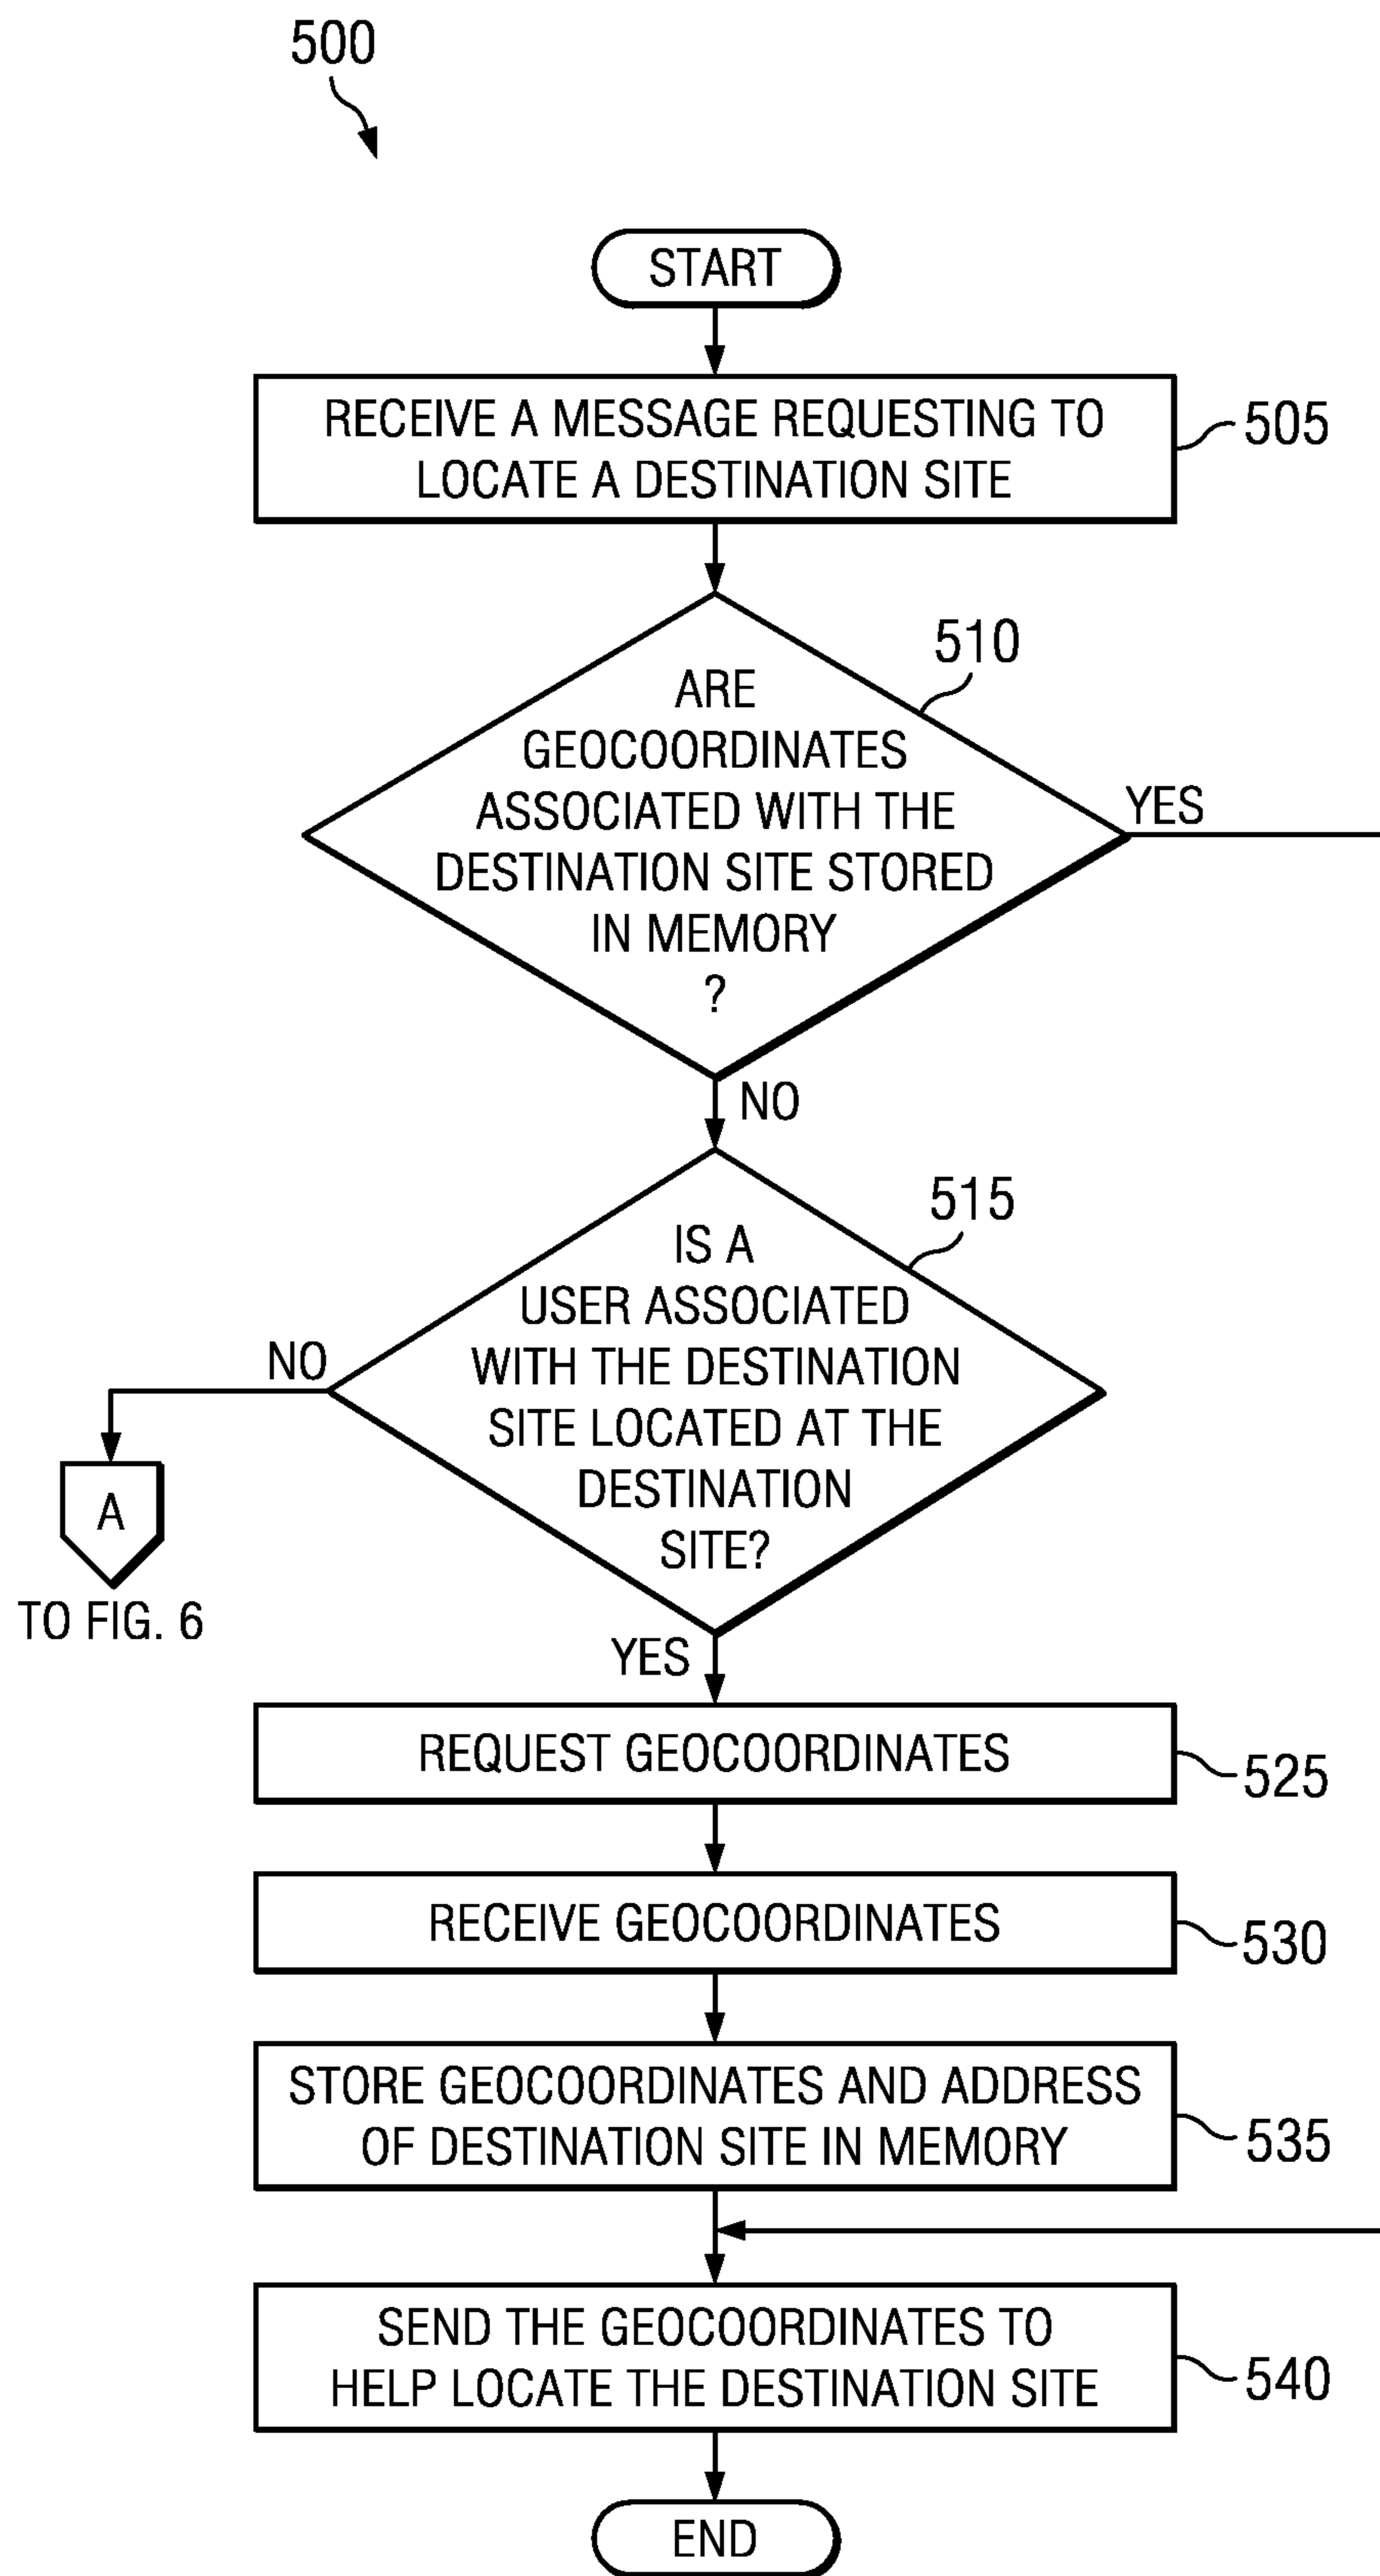 500
START
RECEIVE A MESSAGE REQUESTING TO
LOCATE A DESTINATION SITE
505
510
ARE
GEOCOORDINATES
ASSOCIATED WITH THE
DESTINATION SITE STORED
IN MEMORY
?
YES
NO
515
IS A
USER ASSOCIATED
WITH THE DESTINATION
SITE LOCATED AT THE
DESTINATION
SITE?
NO
A
TO FIG. 6
YES
REQUEST GEOCOORDINATES
525
RECEIVE GEOCOORDINATES
530
STORE GEOCOORDINATES AND ADDRESS
OF DESTINATION SITE IN MEMORY
535
SEND THE GEOCOORDINATES TO
HELP LOCATE THE DESTINATION SITE
540
END